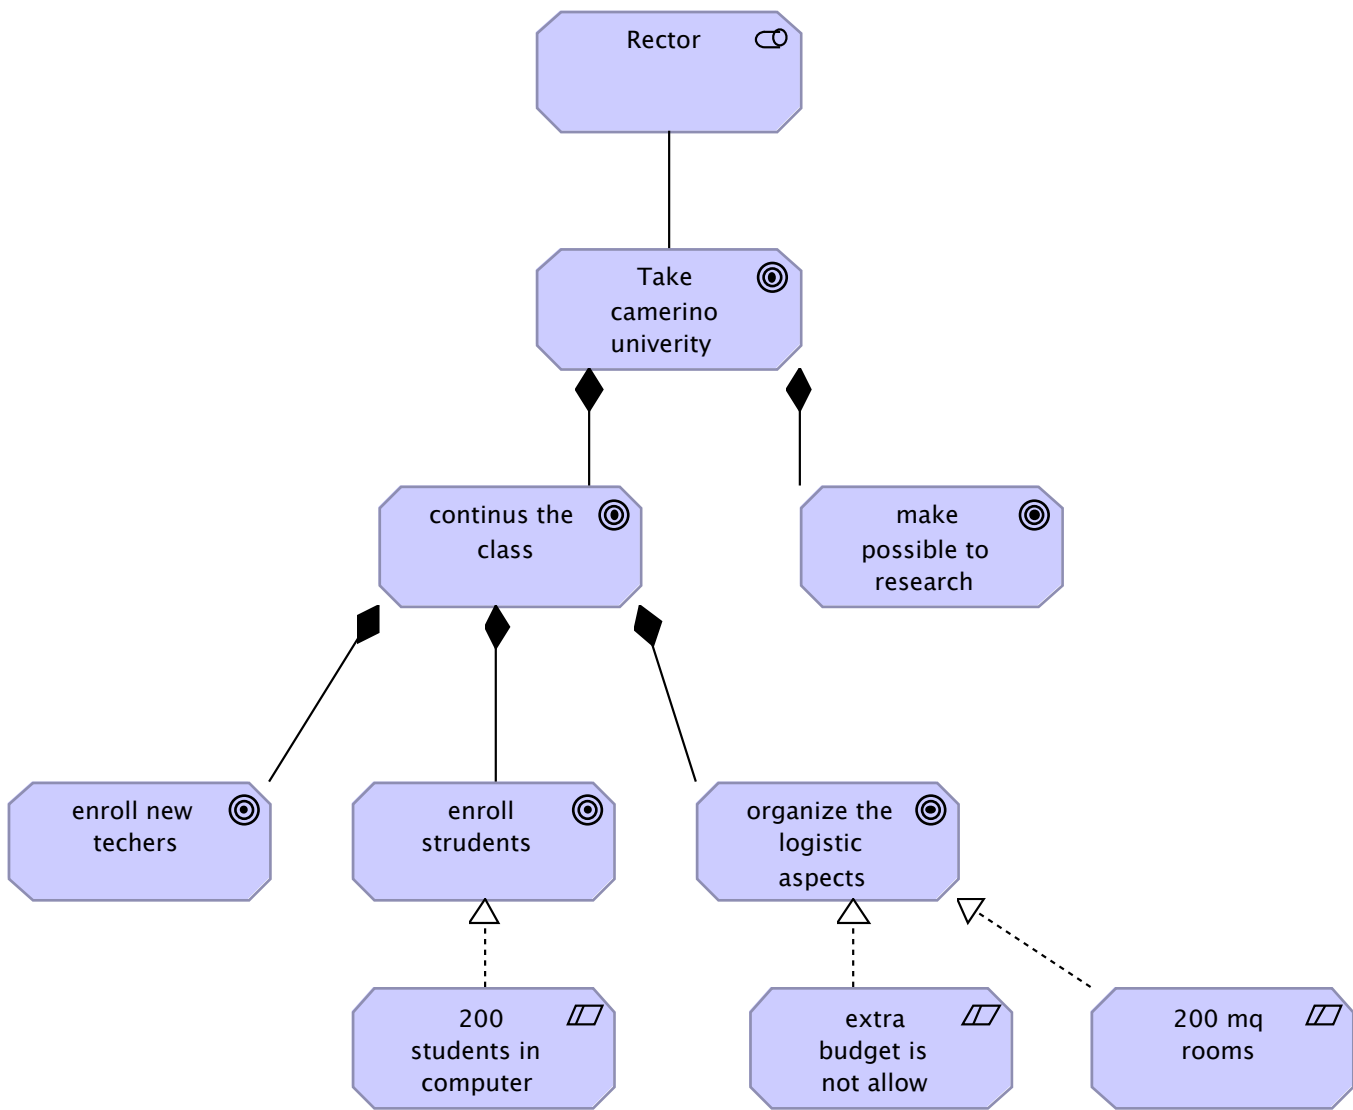 Rector
Take
camerino
univerity
continus the
class
make
possible to
research
enroll new
techers
enroll
strudents
organize the
logistic
aspects
200
students in
computer
extra
budget is
not allow
200 mq
rooms